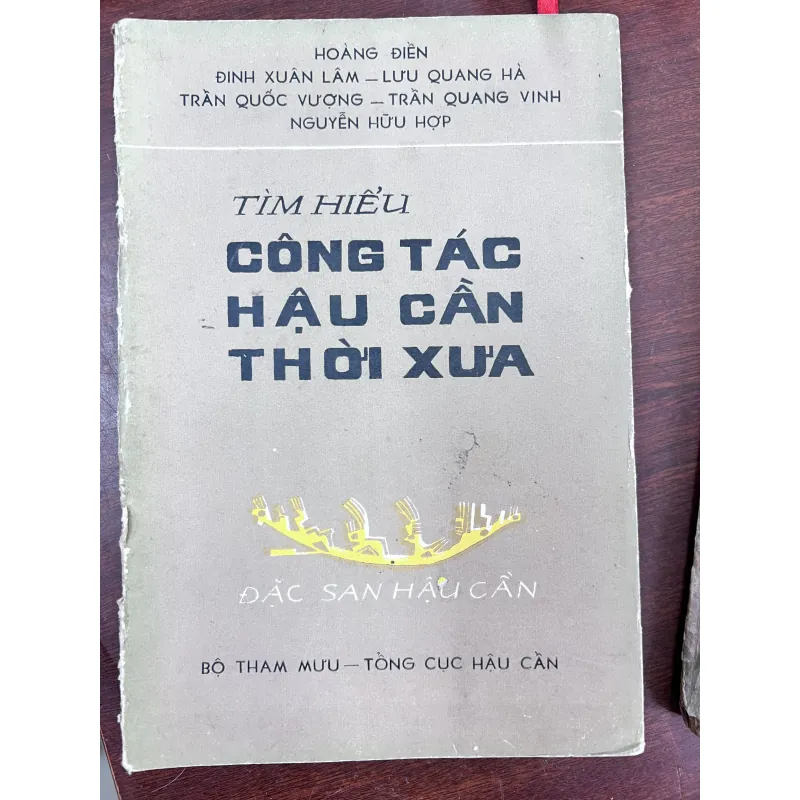 HOÀNG ĐIỀN
ĐINH XUÂN LÂM – LƯU QUANG HÀ
TRẦN QUỐC VƯỢNG – TRẦN QUANG VINH
NGUYỄN HỮU HỢP
TÌM HIỂU
CÔNG TÁC
HẬU CẦN
THỜI XƯA
ĐẶC SAN HẬU CẦN
BỘ THAM MƯU – TỔNG CỤC HẬU CẦN